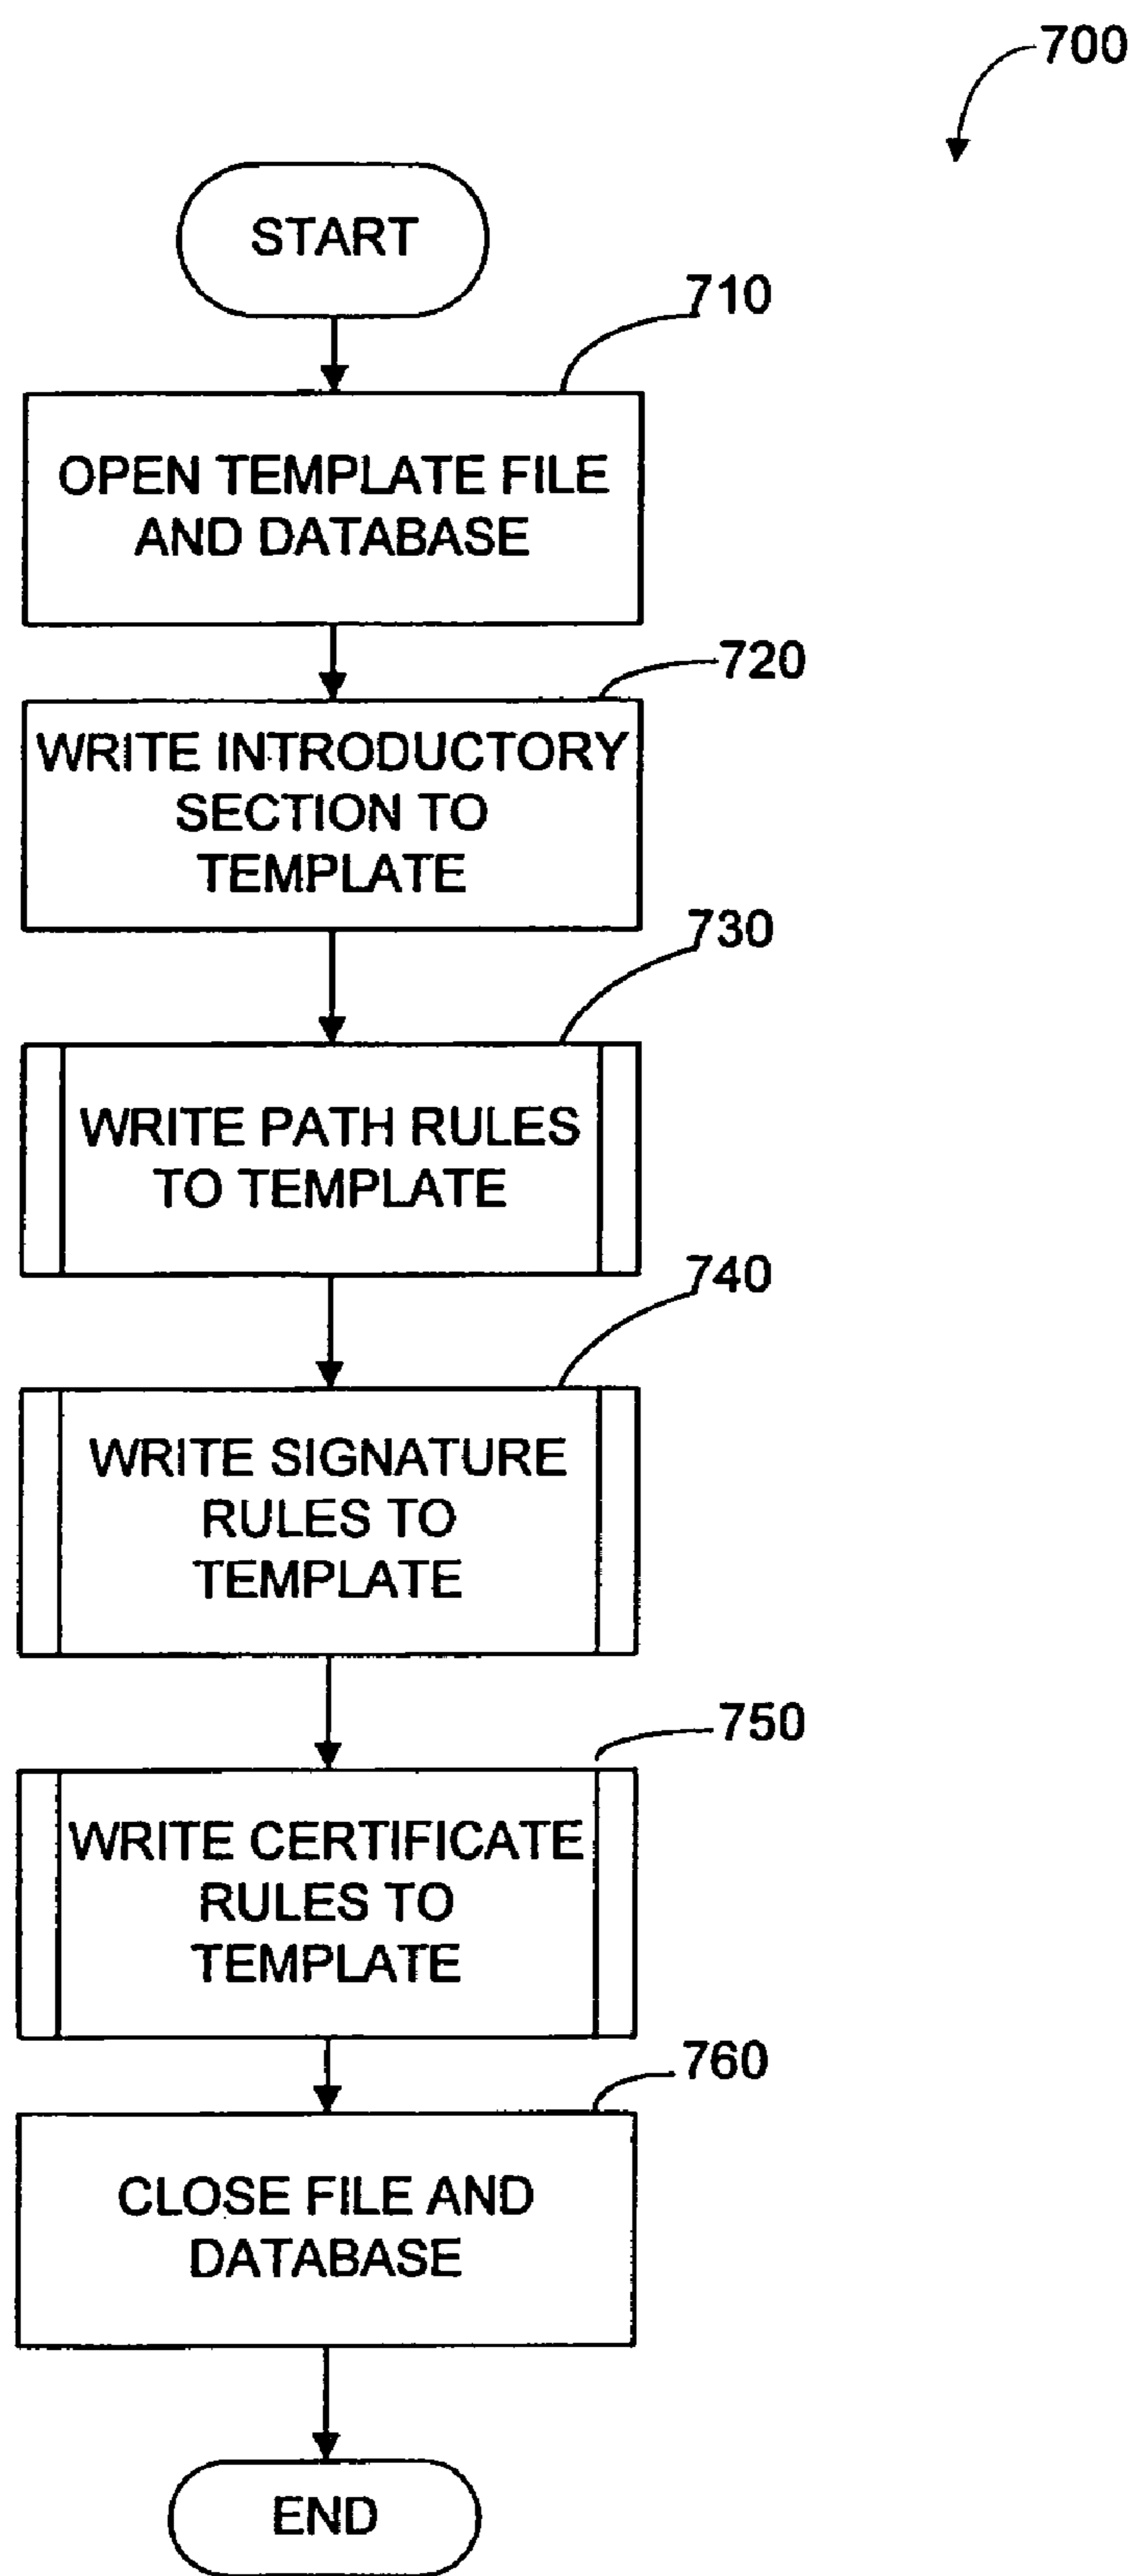 700
START
710
OPEN TEMPLATE FILE
AND DATABASE
720
WRITE INTRODUCTORY
SECTION TO
TEMPLATE
730
WRITE PATH RULES
TO TEMPLATE
740
WRITE SIGNATURE
RULES TO
TEMPLATE
750
WRITE CERTIFICATE
RULES TO
TEMPLATE
760
CLOSE FILE AND
DATABASE
END